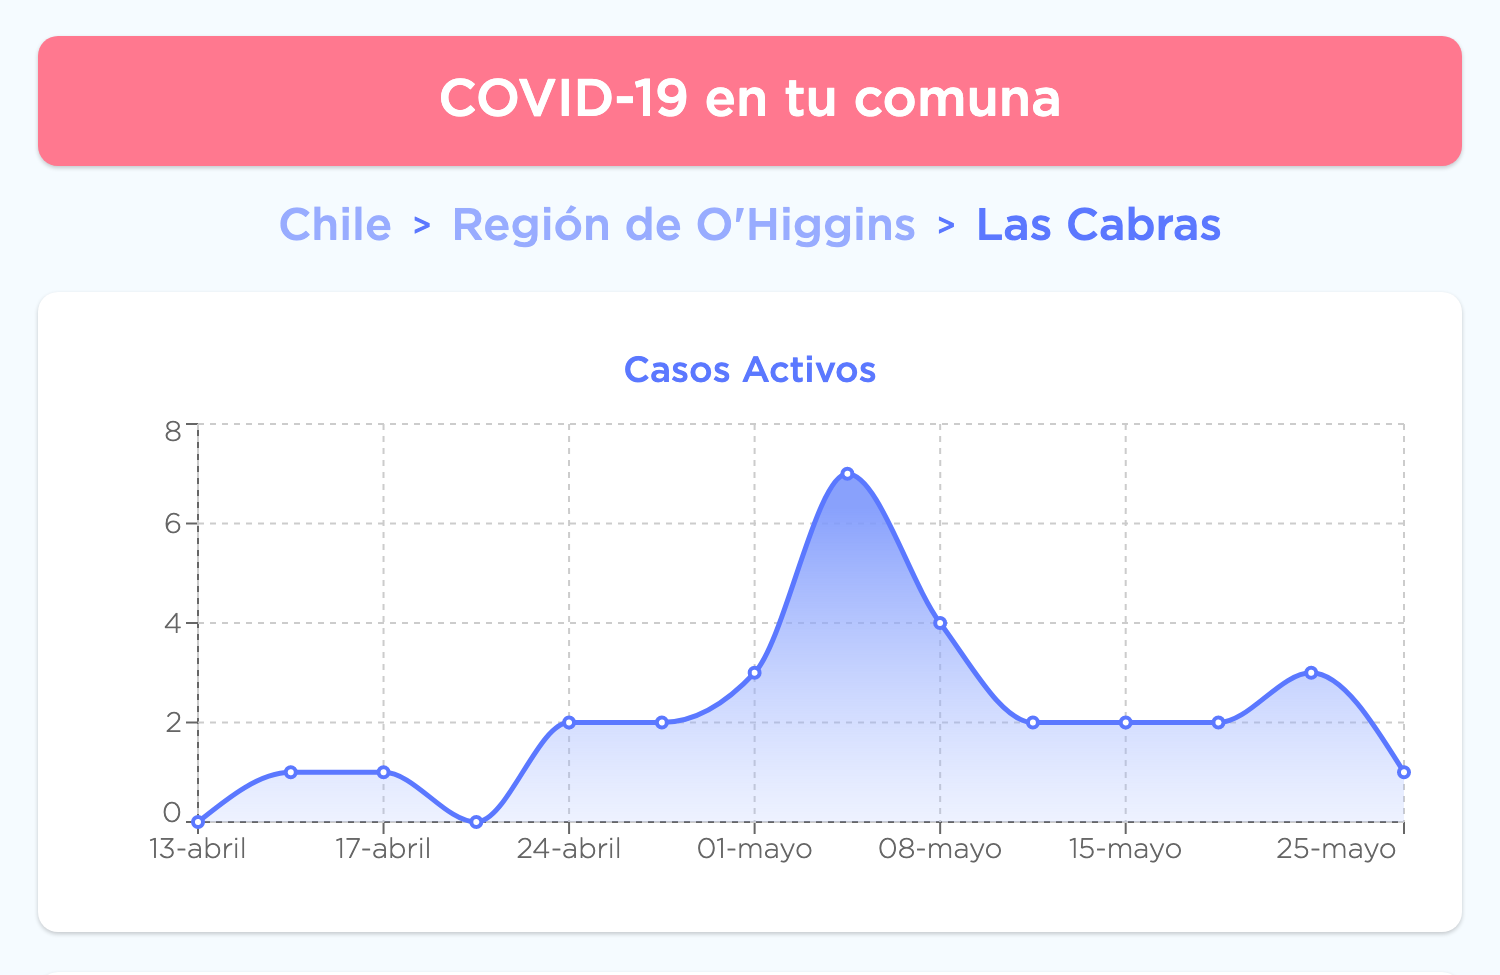 COVID-19 en tu comuna
Chile > Región de O'Higgins > Las Cabras
Casos Activos
8
6
4
2
0
13-abril 17-abril 24-abril 01-mayo 08-mayo 15-mayo 25-mayo